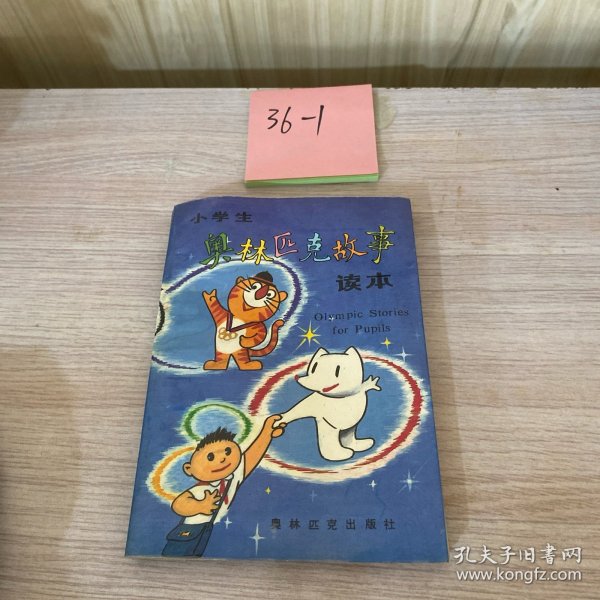 36-1
小学生
奥林匹克故事
读本
Olympic Stories
for Pupils
奥林匹克出版社
孔夫子旧书网
www.kongfz.com